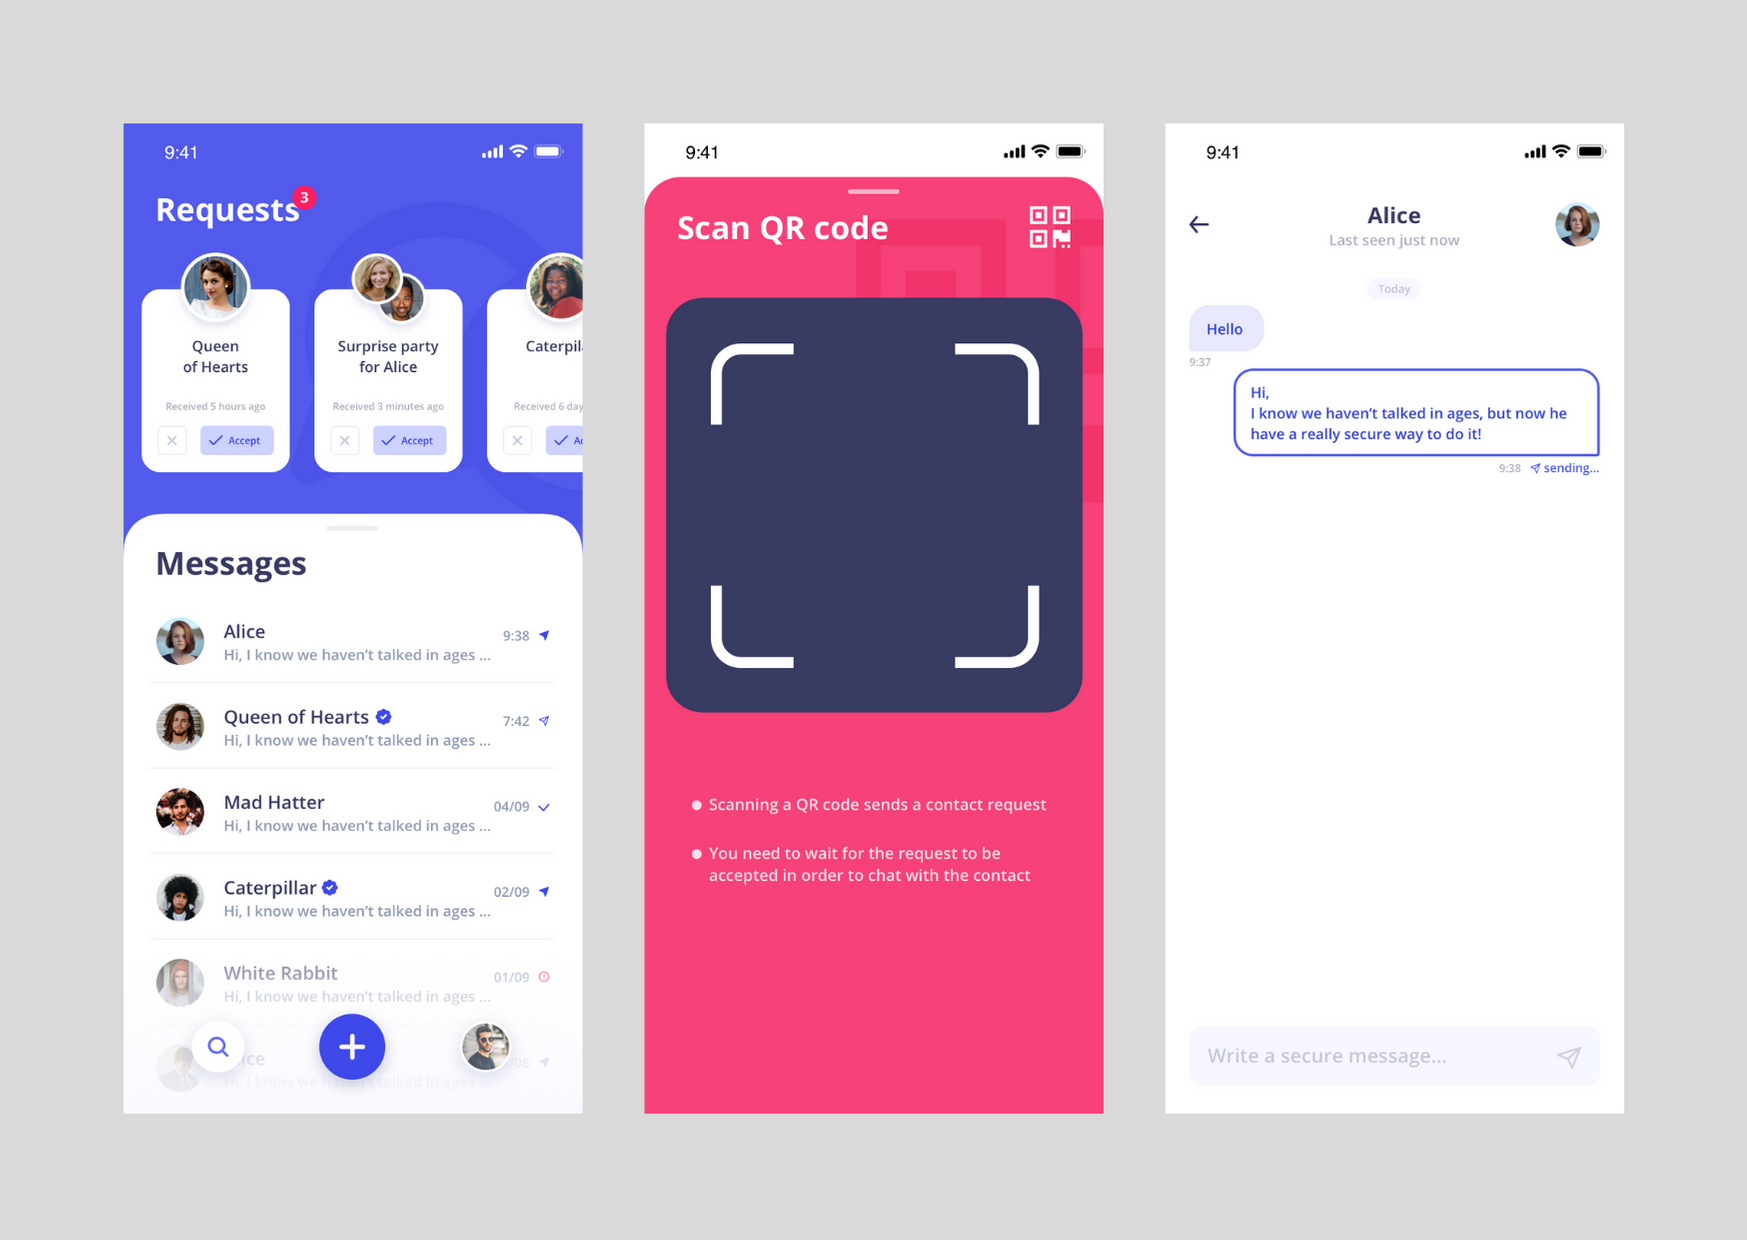 9:41
Requests
3
Queen
of Hearts
Received 5 hours ago
Accept
Surprise party
for Alice
Received 3 minutes ago
Accept
Caterpil
Received 6 day
Messages
Alice
9:38
Hi, I know we haven't talked in ages ...
Queen of Hearts
7:42
Hi, I know we haven't talked in ages ...
Mad Hatter
04/09
Hi, I know we haven't talked in ages ...
Caterpillar
02/09
Hi, I know we haven't talked in ages ...
White Rabbit
01/09
Hi, I know we haven't talked in ages ...
ice
/08
Hi, I know we haven't talked in ages ...
9:41
Scan QR code
Scanning a QR code sends a contact request
You need to wait for the request to be
accepted in order to chat with the contact
9:41
Alice
Last seen just now
Today
Hello
9:37
Hi,
I know we haven't talked in ages, but now he
have a really secure way to do it!
9:38 sending...
Write a secure message...